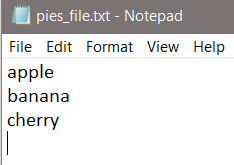 pies_file.txt - Notepad
File Edit Format View Help
apple
banana
cherry